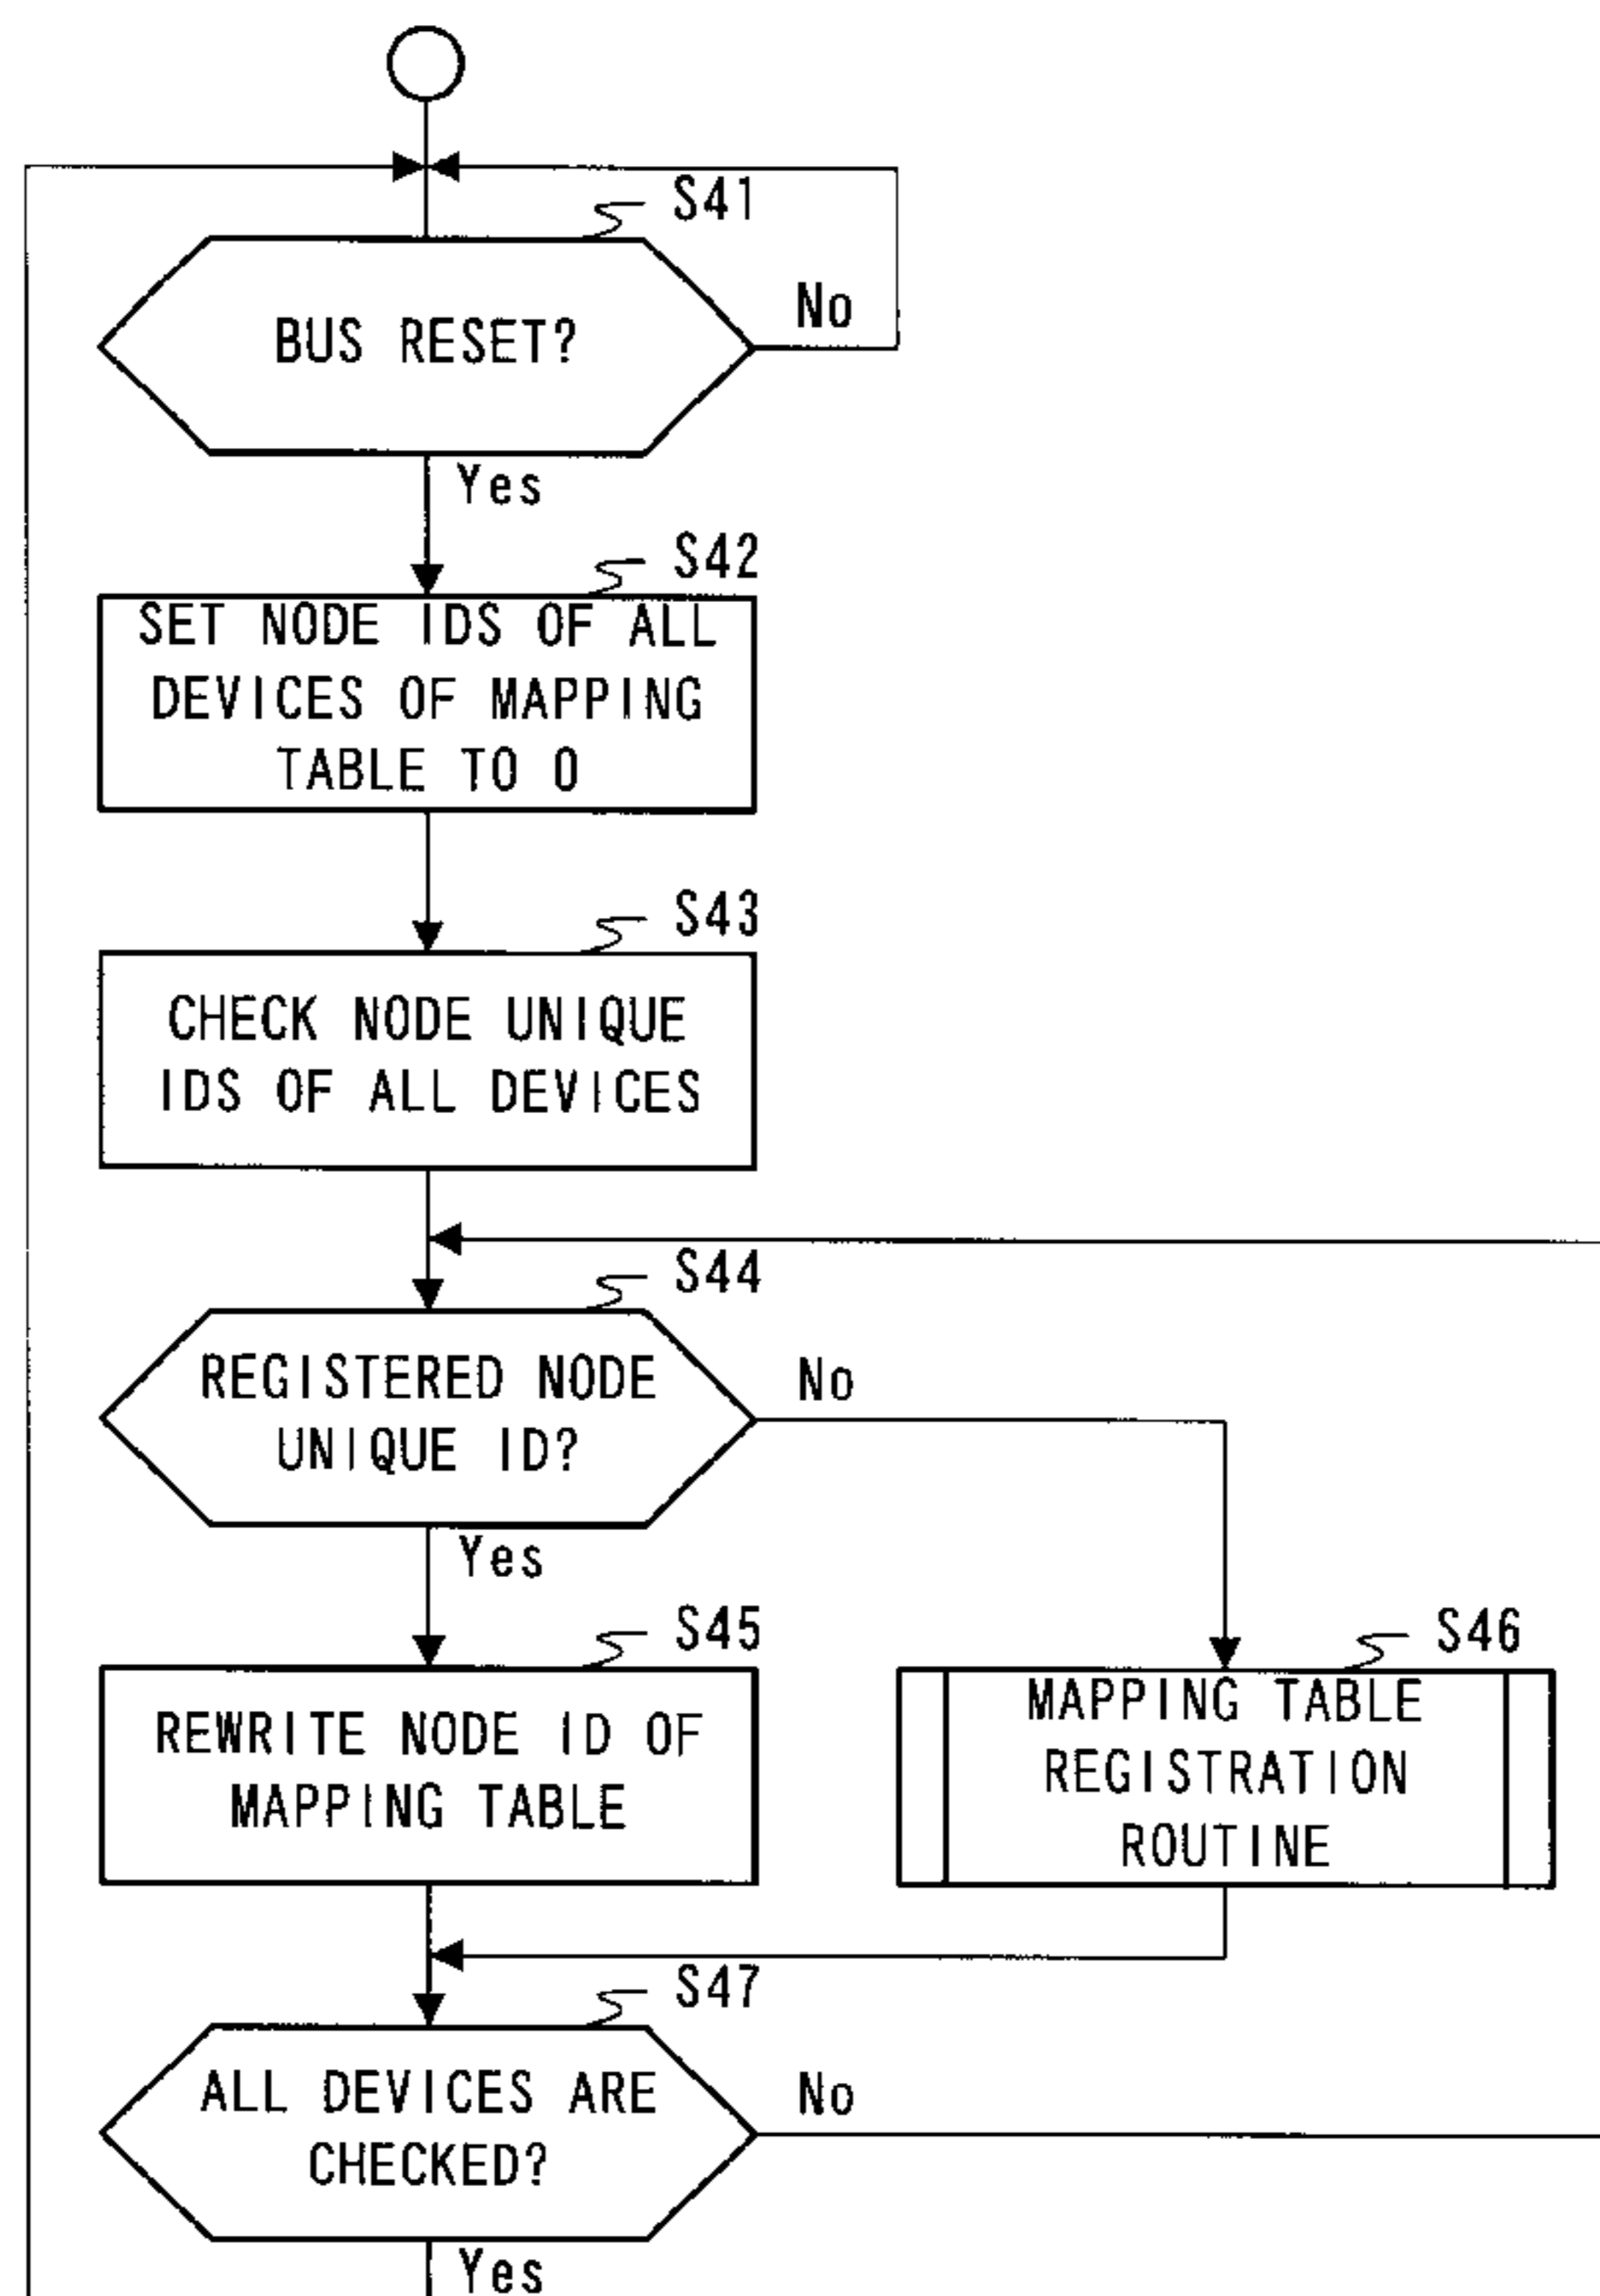 S41
BUS RESET?
No
Yes
S42
SET NODE IDS OF ALL
DEVICES OF MAPPING
TABLE TO 0
S43
CHECK NODE UNIQUE
IDS OF ALL DEVICES
S44
REGISTERED NODE
UNIQUE ID?
No
Yes
S45
REWRITE NODE ID OF
MAPPING TABLE
S46
MAPPING TABLE
REGISTRATION
ROUTINE
S47
ALL DEVICES ARE
CHECKED?
No
Yes